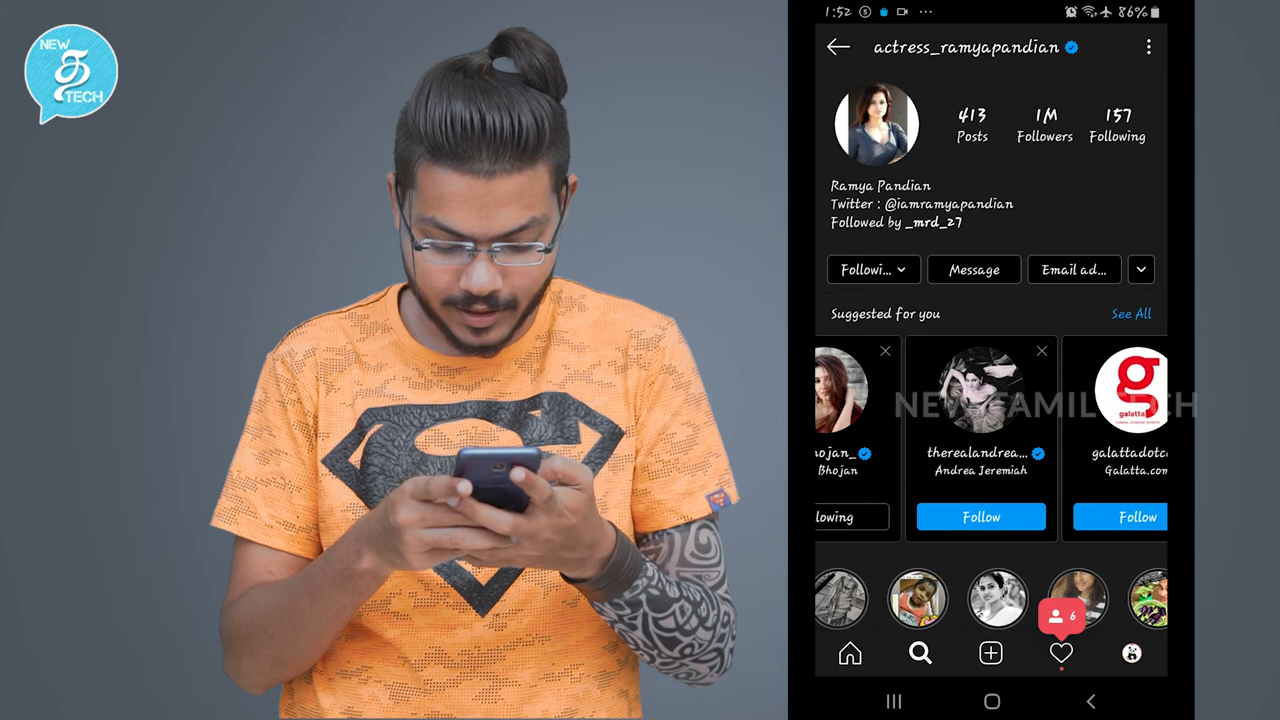 NEW
த
TECH
1:52
86%
actress_ramyapandian
413
Posts
1M
Followers
157
Following
Ramya Pandian
Twitter : @iamramyapandian
Followed by _mrd_27
Followi...
Message
Email ad...
Suggested for you
See All
galatta
NEW TAMIL TECH
ojan_
Bhojan
lowing
therealandrea...
Andrea Jeremiah
Follow
galattadotc
Galatta.com
Follow
6